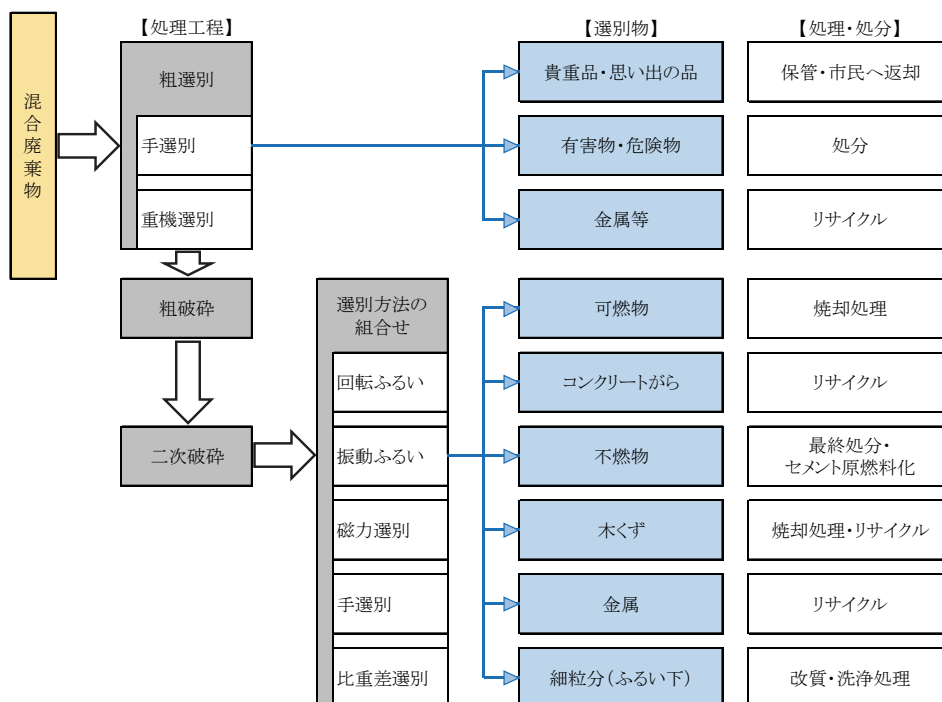 【処理工程】
【選別物】
【処理・処分】
混合廃棄物
粗選別
手選別
重機選別
貴重品・思い出の品
保管・市民へ返却
有害物・危険物
処分
金属等
リサイクル
粗破砕
二次破砕
選別方法の
組合せ
回転ふるい
振動ふるい
磁力選別
手選別
比重差選別
可燃物
焼却処理
コンクリートがら
リサイクル
不燃物
最終処分・
セメント原燃料化
木くず
焼却処理・リサイクル
金属
リサイクル
細粒分(ふるい下)
改質・洗浄処理